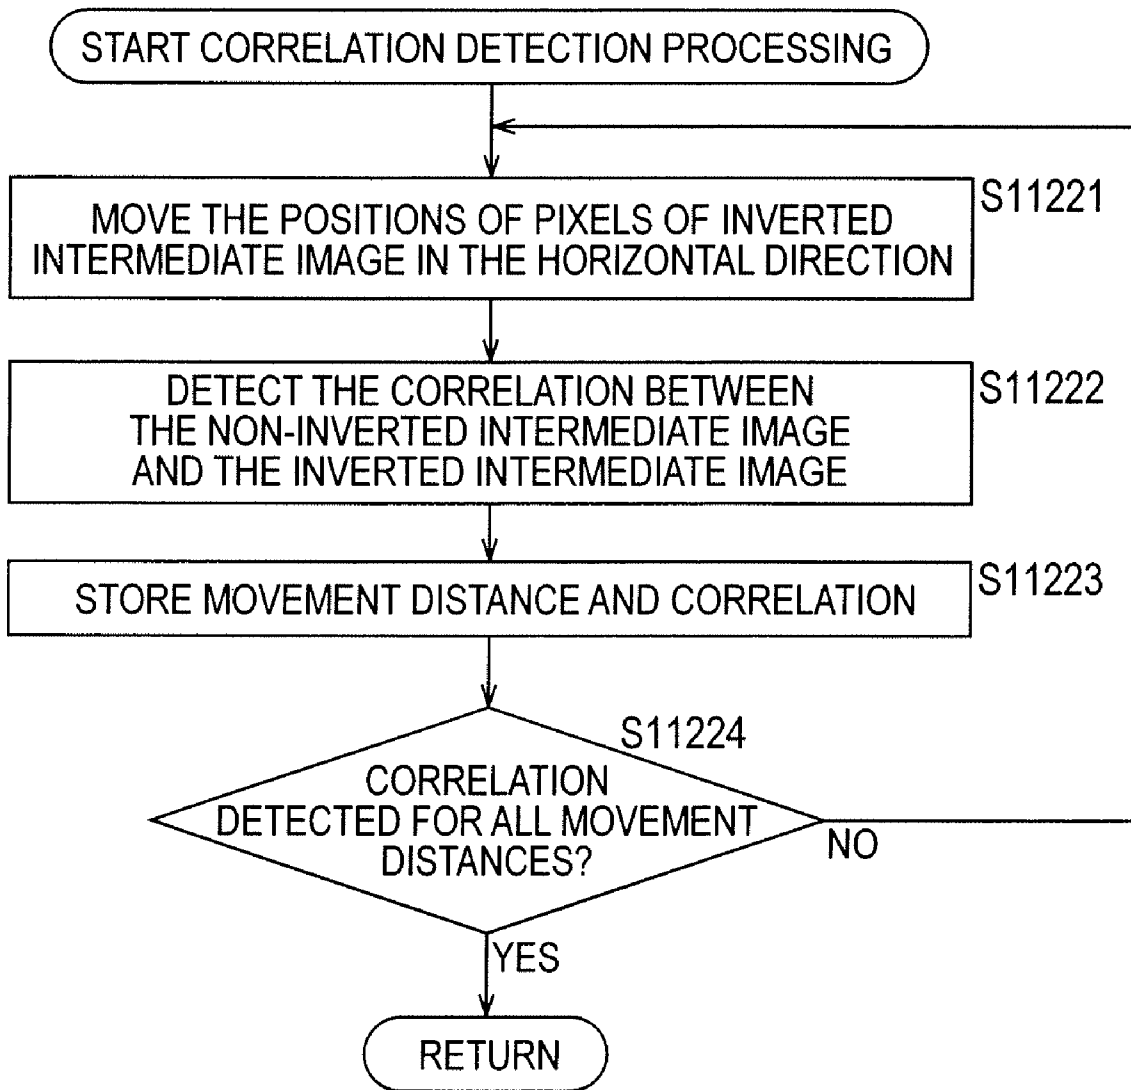 START CORRELATION DETECTION PROCESSING
S11221
MOVE THE POSITIONS OF PIXELS OF INVERTED
INTERMEDIATE IMAGE IN THE HORIZONTAL DIRECTION
S11222
DETECT THE CORRELATION BETWEEN
THE NON-INVERTED INTERMEDIATE IMAGE
AND THE INVERTED INTERMEDIATE IMAGE
S11223
STORE MOVEMENT DISTANCE AND CORRELATION
S11224
CORRELATION
DETECTED FOR ALL MOVEMENT
DISTANCES?
NO
YES
RETURN